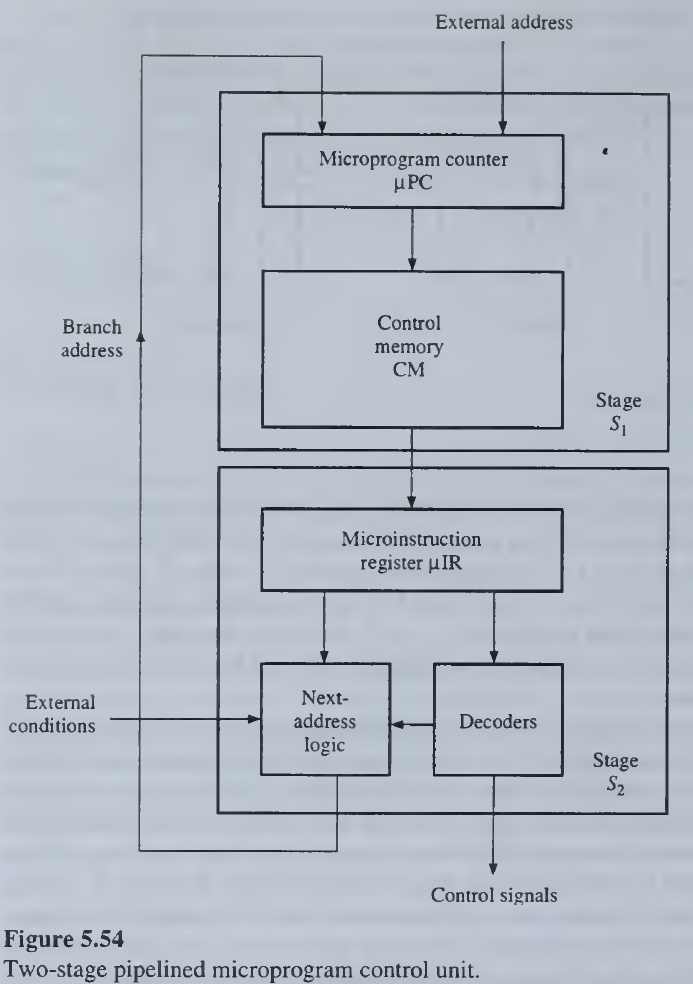 External address
Microprogram counter
μPC
Control
memory
CM
Branch
address
Stage
S₁
Microinstruction
register μIR
External
conditions
Next-
address
logic
Decoders
Stage
S₂
Control signals
Figure 5.54
Two-stage pipelined microprogram control unit.